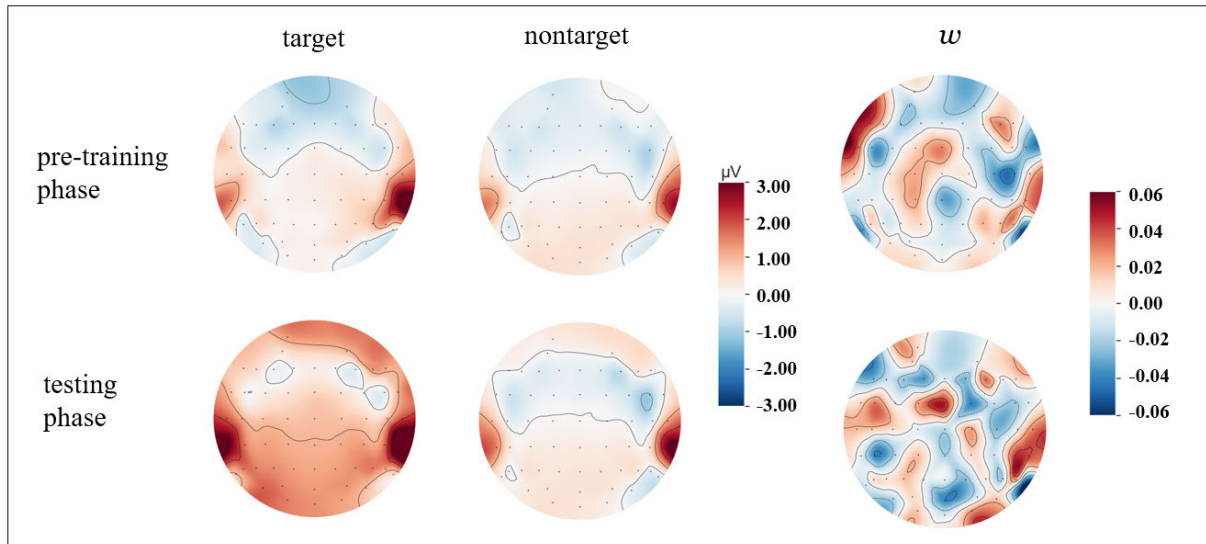 target nontarget w
pre-training
phase
testing
phase
µV
3.00
2.00
1.00
0.00
-1.00
-2.00
-3.00
0.06
0.04
0.02
0.00
-0.02
-0.04
-0.06